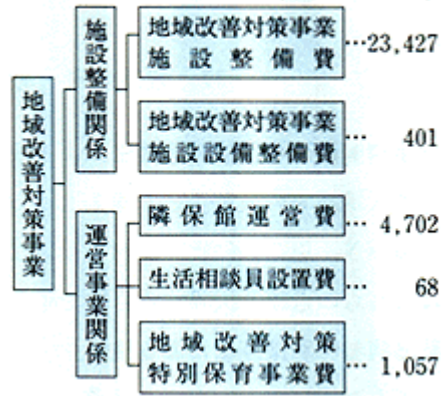 地域改善対策事業
施設整備関係
地域改善対策事業
施設整備費…23,427
地域改善対策事業
施設設備整備費… 401
運営事業関係
隣保館運営費… 4,702
生活相談員設置費… 68
地域改善対策
特別保育事業費… 1,057